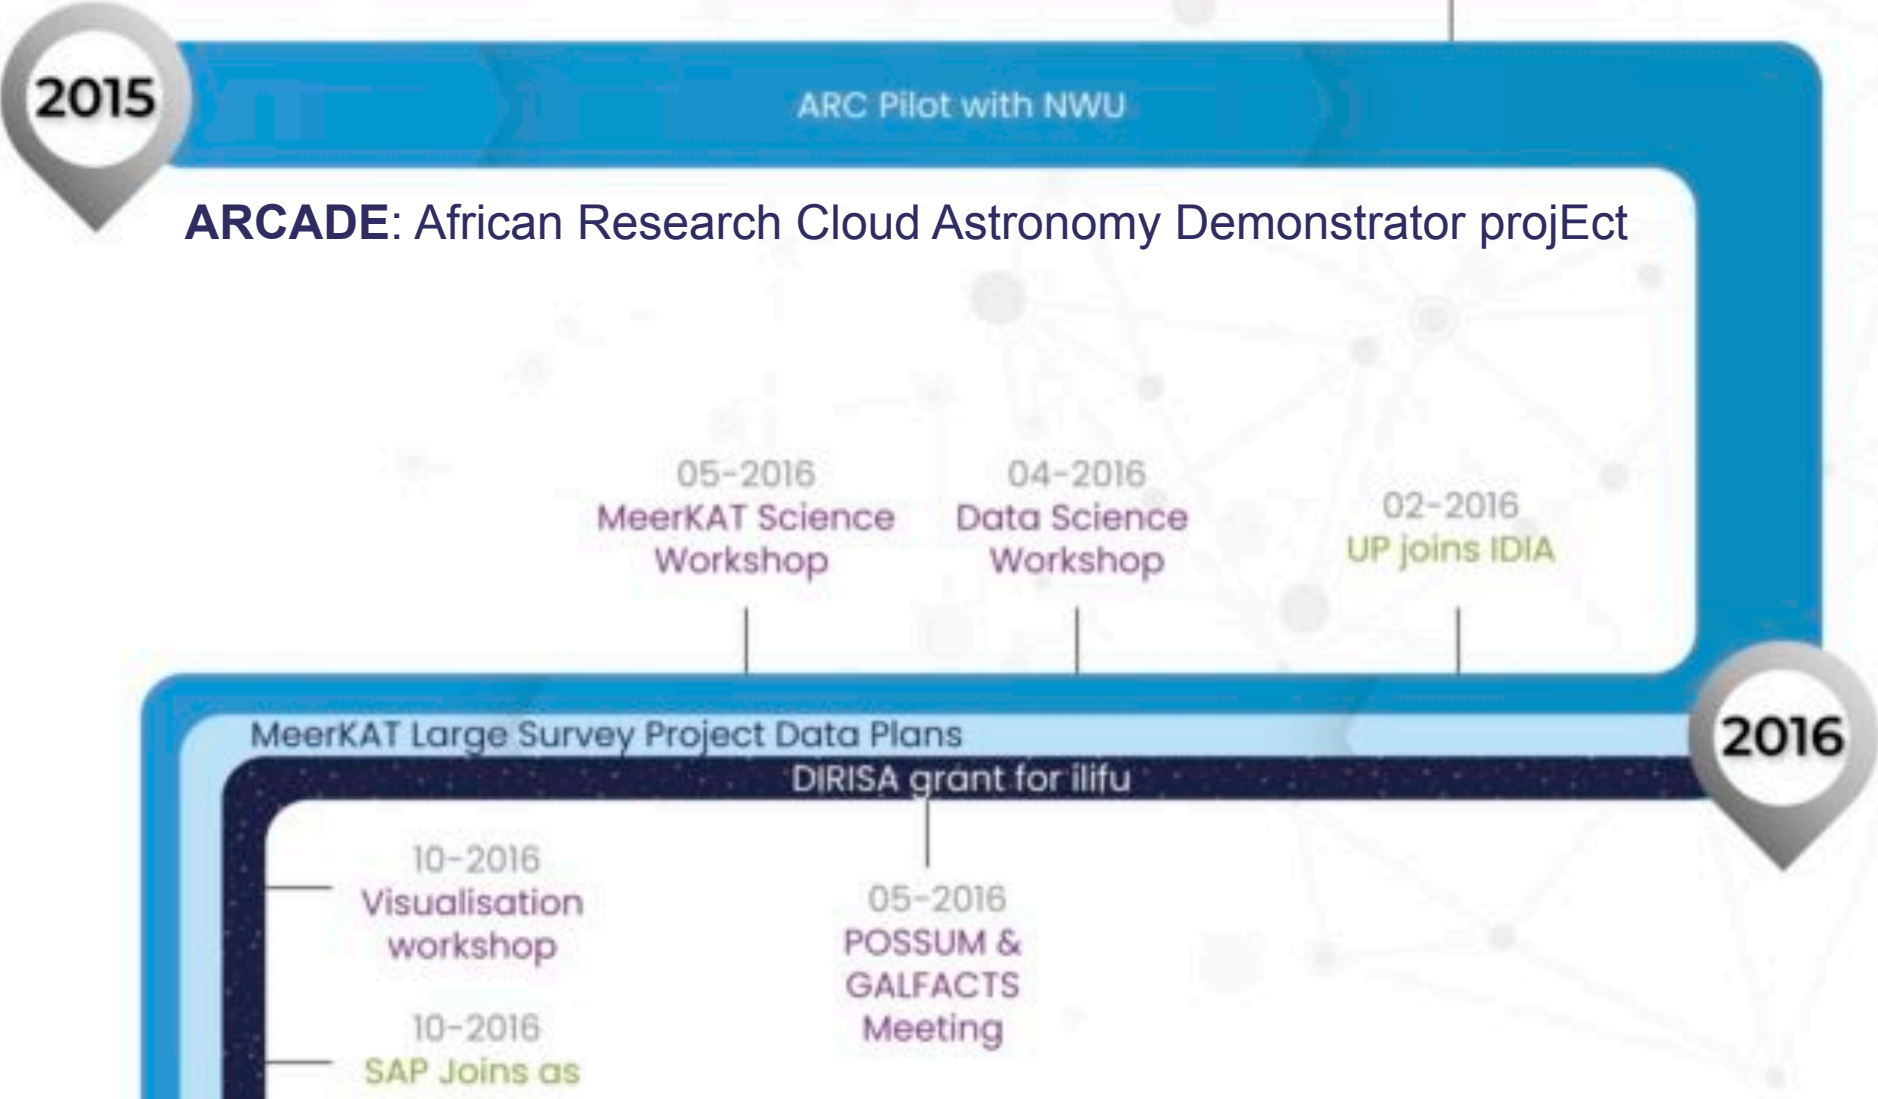 2015
ARC Pilot with NWU
ARCADE: African Research Cloud Astronomy Demonstrator projEct
05-2016
MeerKAT Science
Workshop
04-2016
Data Science
Workshop
02-2016
UP joins IDIA
2016
MeerKAT Large Survey Project Data Plans
DIRISA grant for ilifu
10-2016
Visualisation
workshop
05-2016
POSSUM &
GALFACTS
Meeting
10-2016
SAP Joins as